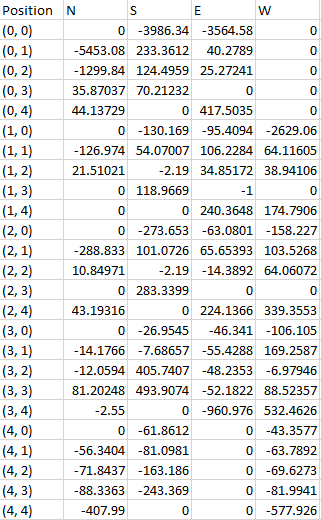 Position N S E W
(0, 0) 0 -3986.34 -3564.58 0
(0, 1) -5453.08 233.3612 40.2789 0
(0, 2) -1299.84 124.4959 25.27241 0
(0, 3) 35.87037 70.21232 0 0
(0, 4) 44.13729 0 417.5035 0
(1, 0) 0 -130.169 -95.4094 -2629.06
(1, 1) -126.974 54.07007 106.2284 64.11605
(1, 2) 21.51021 -2.19 34.85172 38.94106
(1, 3) 0 118.9669 -1 0
(1, 4) 0 0 240.3648 174.7906
(2, 0) 0 -273.653 -63.0801 -158.227
(2, 1) -288.833 101.0726 65.65393 103.5268
(2, 2) 10.84971 -2.19 -14.3892 64.06072
(2, 3) 0 283.3399 0 0
(2, 4) 43.19316 0 224.1366 339.3553
(3, 0) 0 -26.9545 -46.341 -106.105
(3, 1) -14.1766 -7.68657 -55.4288 169.2587
(3, 2) -12.0594 405.7407 -48.2353 -6.97946
(3, 3) 81.20248 493.9074 -52.1822 88.52357
(3, 4) -2.55 0 -960.976 532.4626
(4, 0) 0 -61.8612 0 -43.3577
(4, 1) -56.3404 -81.0981 0 -63.7892
(4, 2) -71.8437 -163.186 0 -69.6273
(4, 3) -88.3363 -243.369 0 -81.9941
(4, 4) -407.99 0 0 -577.926